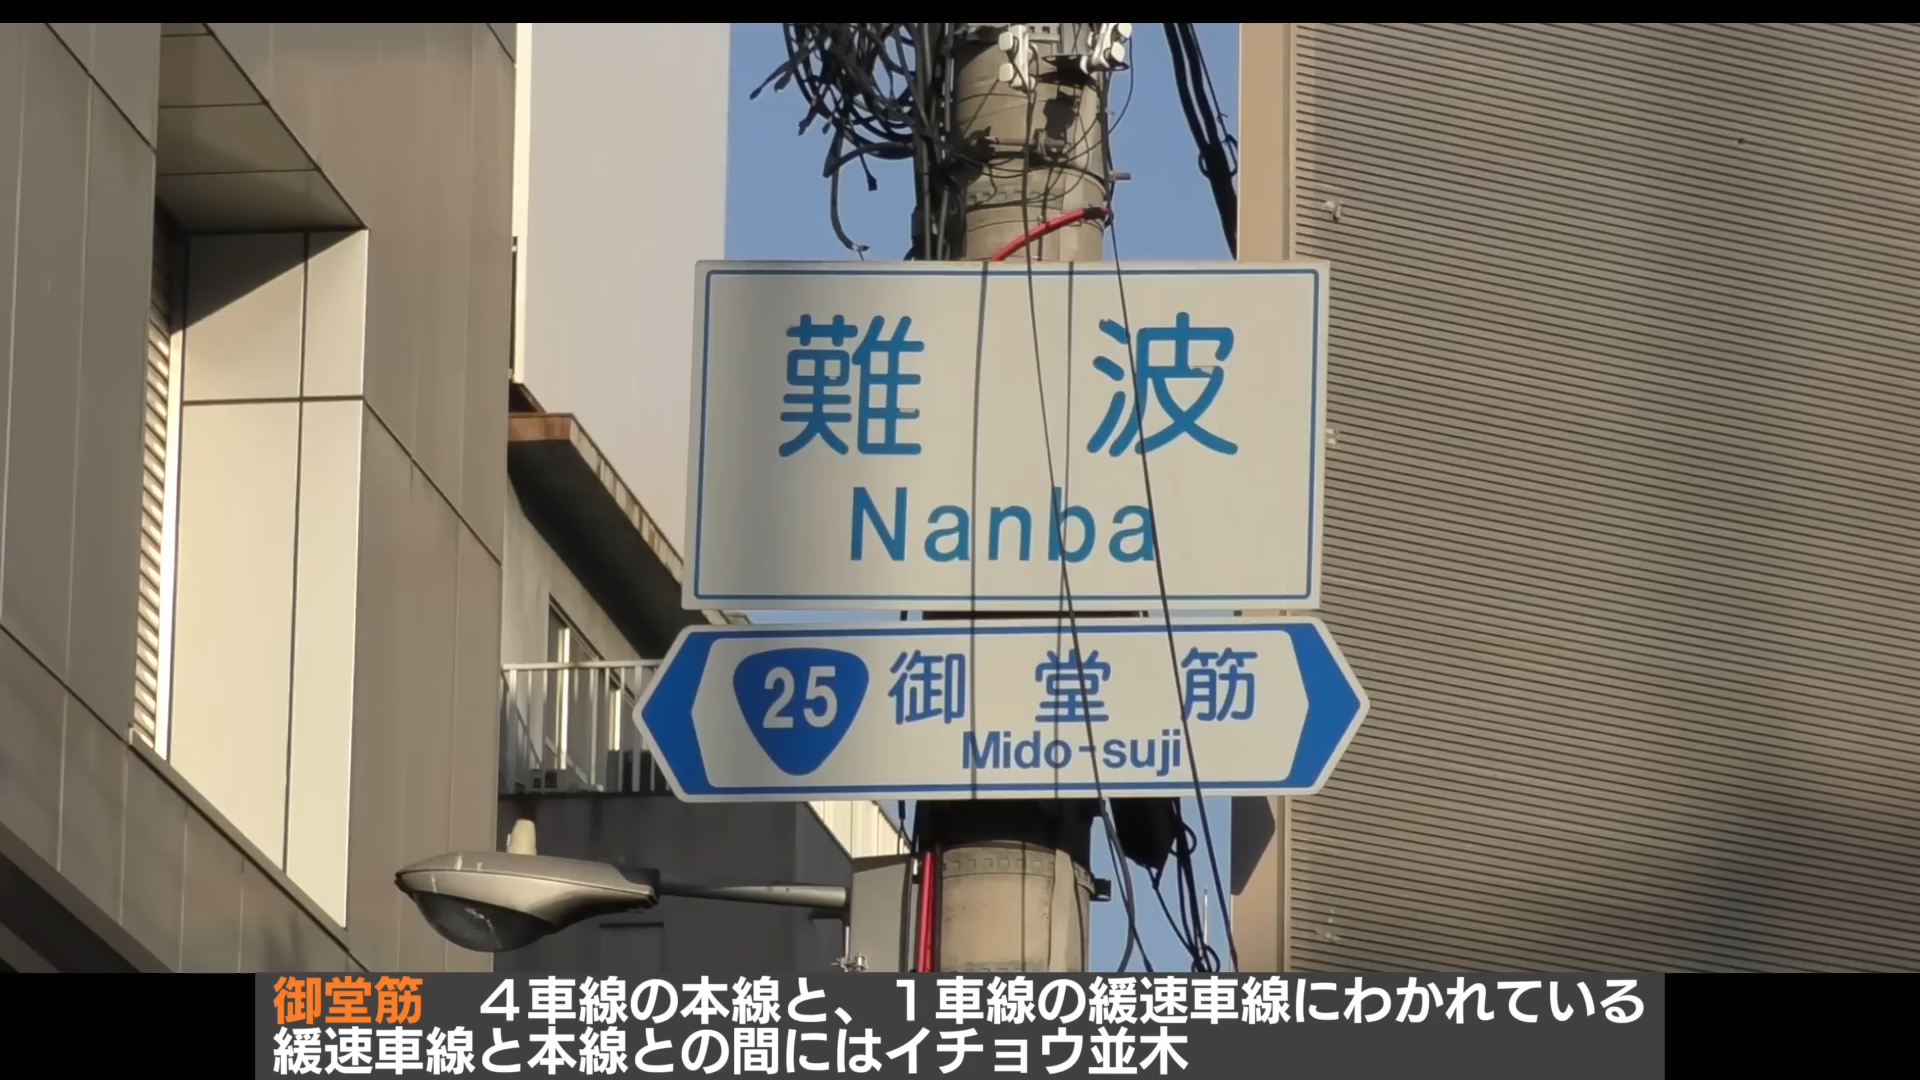 難波
Nanba
25 御堂筋
Mido-suji
御堂筋　４車線の本線と、１車線の緩速車線にわかれている
緩速車線と本線との間にはイチョウ並木